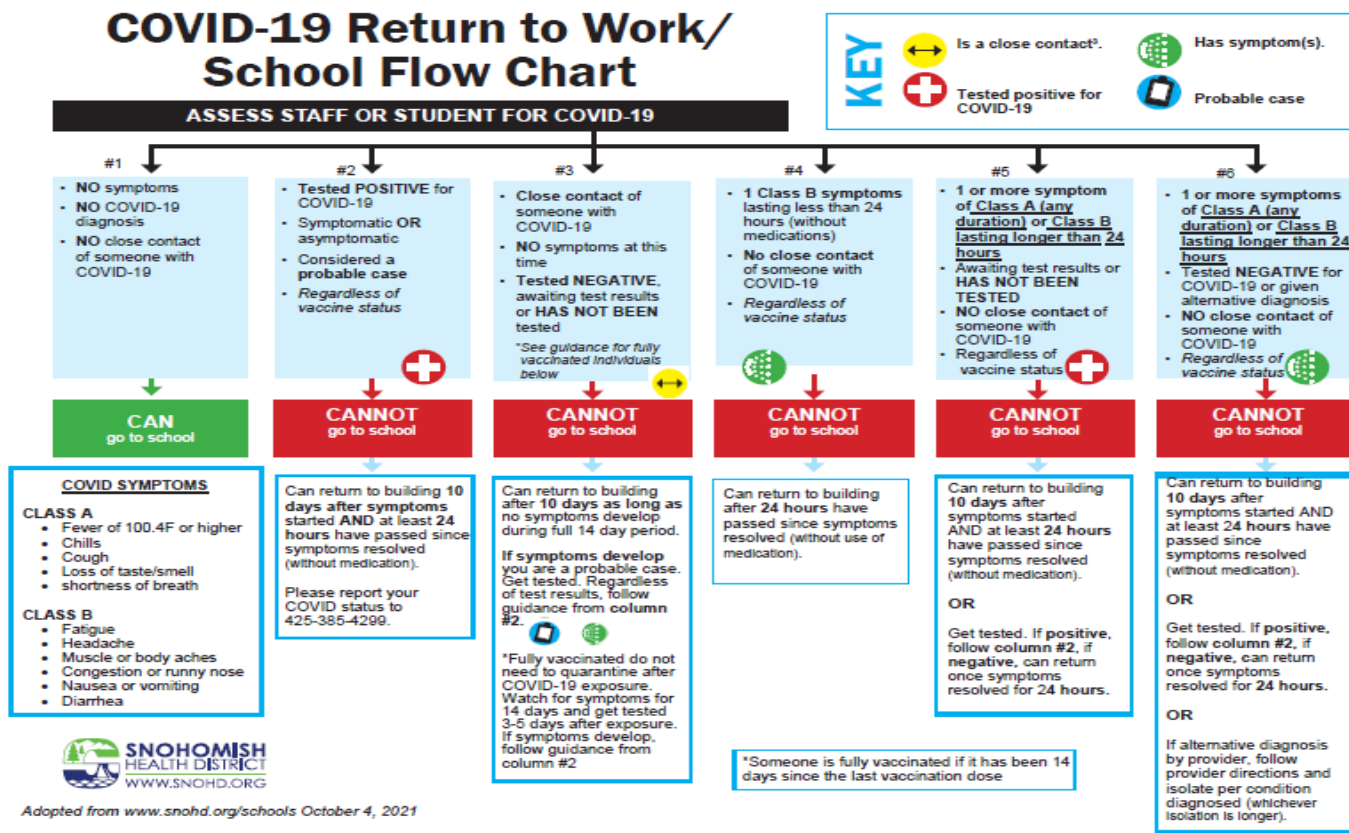 COVID-19 Return to Work/
School Flow Chart
KEY
Is a close contact³.
Has symptom(s).
Tested positive for
COVID-19
Probable case
ASSESS STAFF OR STUDENT FOR COVID-19
#1
• NO symptoms
• NO COVID-19
diagnosis
• NO close contact
of someone with
COVID-19
CAN
go to school
COVID SYMPTOMS
CLASS A
• Fever of 100.4F or higher
• Chills
• Cough
• Loss of taste/smell
• shortness of breath
CLASS B
• Fatigue
• Headache
• Muscle or body aches
• Congestion or runny nose
• Nausea or vomiting
• Diarrhea
#2
• Tested POSITIVE for
COVID-19
• Symptomatic OR
asymptomatic
• Considered a
probable case
• Regardless of
vaccine status
CANNOT
go to school
Can return to building 10
days after symptoms
started AND at least 24
hours have passed since
symptoms resolved
(without medication).
Please report your
COVID status to
425-385-4299.
#3
• Close contact of
someone with
COVID-19
• NO symptoms at this
time
• Tested NEGATIVE,
awaiting test results
or HAS NOT BEEN
tested
*See guidance for fully
vaccinated individuals
below
CANNOT
go to school
Can return to building
after 10 days as long as
no symptoms develop
during full 14 day period.
If symptoms develop
you are a probable case.
Get tested. Regardless
of test results, follow
guidance from column
#2.
*Fully vaccinated do not
need to quarantine after
COVID-19 exposure.
Watch for symptoms for
14 days and get tested
3-5 days after exposure.
If symptoms develop,
follow guidance from
column #2
#4
• 1 Class B symptoms
lasting less than 24
hours (without
medications)
• No close contact
of someone with
COVID-19
• Regardless of
vaccine status
CANNOT
go to school
Can return to building
after 24 hours have
passed since symptoms
resolved (without use of
medication).
#5
• 1 or more symptom
of Class A (any
duration) or Class B
lasting longer than 24
hours
• Awaiting test results or
HAS NOT BEEN
TESTED
• NO close contact of
someone with
COVID-19
• Regardless of
vaccine status
CANNOT
go to school
Can return to building
10 days after
symptoms started
AND at least 24 hours
have passed since
symptoms resolved
(without medication).
OR
Get tested. If positive,
follow column #2, if
negative, can return
once symptoms
resolved for 24 hours.
#6
• 1 or more symptoms
of Class A (any
duration) or Class B
lasting longer than 24
hours
• Tested NEGATIVE for
COVID-19 or given
alternative diagnosis
• NO close contact of
someone with
COVID-19
• Regardless of
vaccine status
CANNOT
go to school
Can return to building
10 days after
symptoms started AND
at least 24 hours have
passed since
symptoms resolved
(without medication).
OR
Get tested. If positive,
follow column #2, if
negative, can return
once symptoms
resolved for 24 hours.
OR
If alternative diagnosis
by provider, follow
provider directions and
isolate per condition
diagnosed (whichever
isolation is longer).
*Someone is fully vaccinated if it has been 14
days since the last vaccination dose
SNOHOMISH
HEALTH DISTRICT
WWW.SNOHD.ORG
Adopted from www.snohd.org/schools October 4, 2021